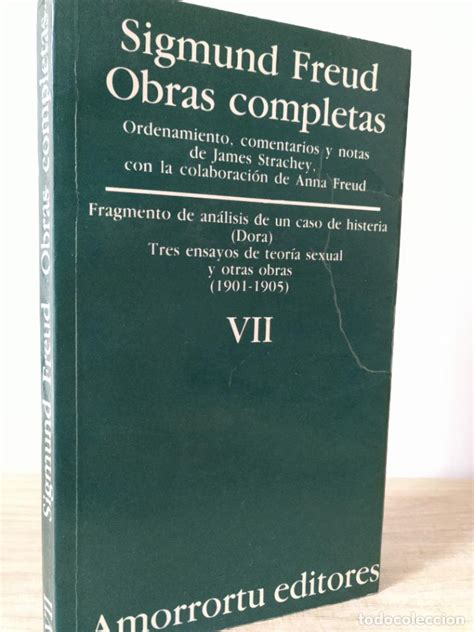 Sigmund Freud
Obras completas
Ordenamiento, comentarios y notas
de James Strachey,
con la colaboración de Anna Freud
Fragmento de análisis de un caso de histeria
(Dora)
Tres ensayos de teoría sexual
y otras obras
(1901-1905)
VII
Amorrortu editores
Sigmund Freud Obras completas
todocoleccion